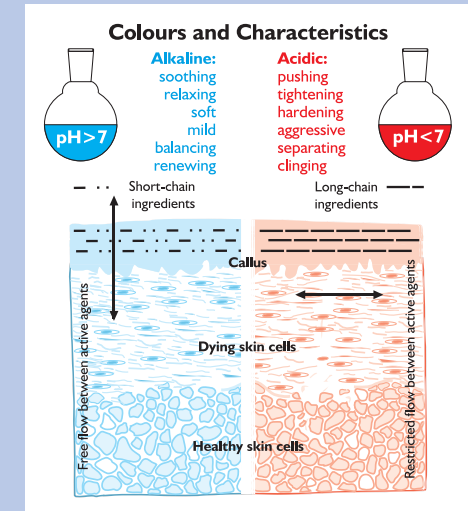 Colours and Characteristics
Alkaline:
soothing
relaxing
soft
mild
balancing
renewing
Acidic:
pushing
tightening
hardening
aggressive
separating
clinging
pH>7
pH<7
Short-chain
ingredients
Long-chain
ingredients
Callus
Dying skin cells
Healthy skin cells
Free flow between active agents
Restricted flow between active agents